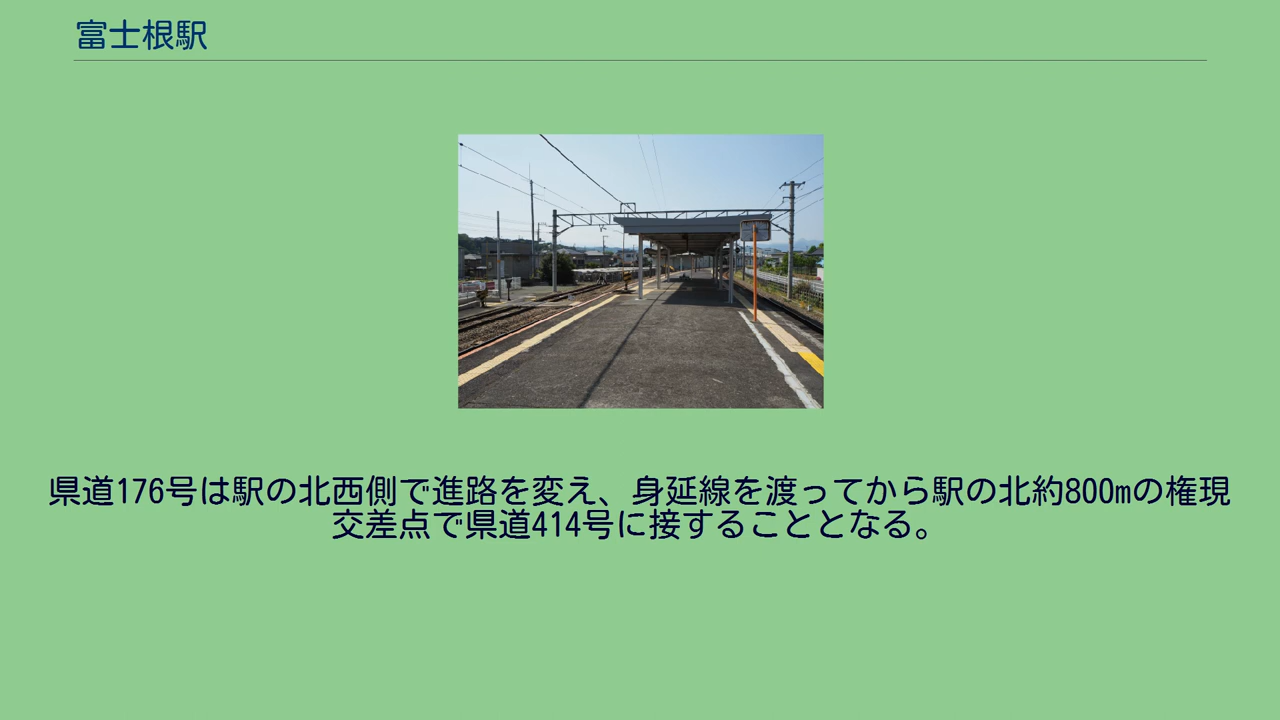 富士根駅
県道176号は駅の北西側で進路を変え、身延線を渡ってから駅の北約800mの権現
交差点で県道414号に接することとなる。